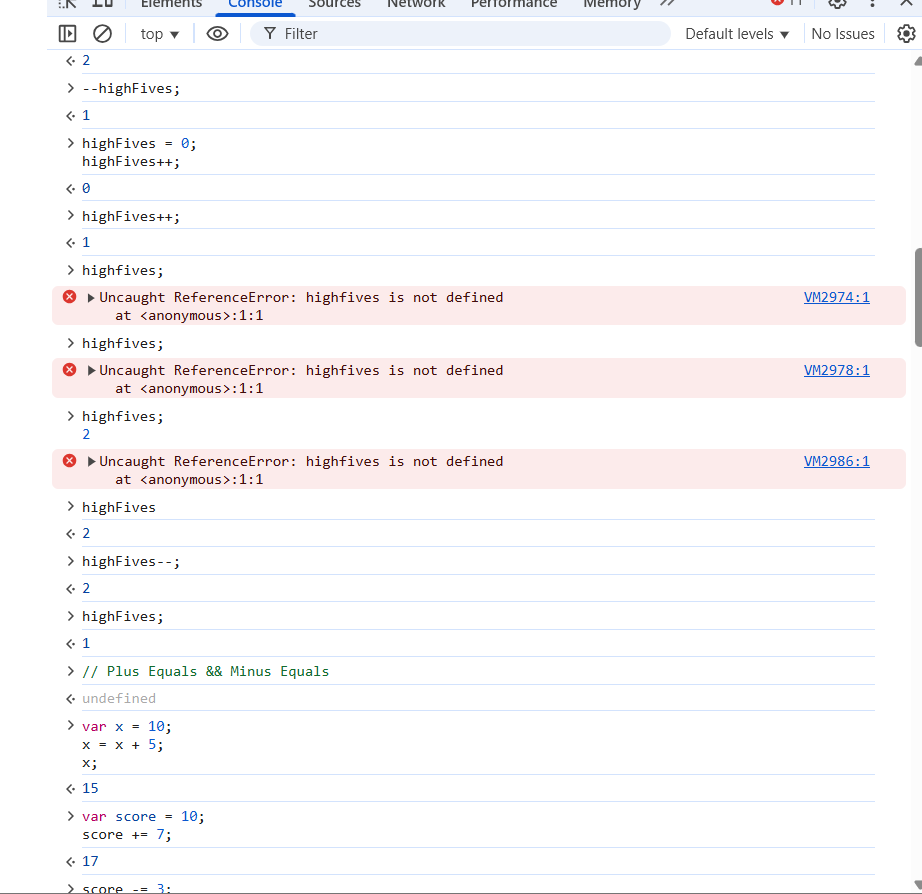 Elements Console Sources Network Performance Memory
top Filter Default levels No Issues
2
--highFives;
1
highFives = 0;
highFives++;
0
highFives++;
1
highfives;
Uncaught ReferenceError: highfives is not defined VM2974:1
at <anonymous>:1:1
highfives;
Uncaught ReferenceError: highfives is not defined VM2978:1
at <anonymous>:1:1
highfives;
2
Uncaught ReferenceError: highfives is not defined VM2986:1
at <anonymous>:1:1
highFives
2
highFives--;
2
highFives;
1
// Plus Equals && Minus Equals
undefined
var x = 10;
x = x + 5;
x;
15
var score = 10;
score += 7;
17
score -= 3;